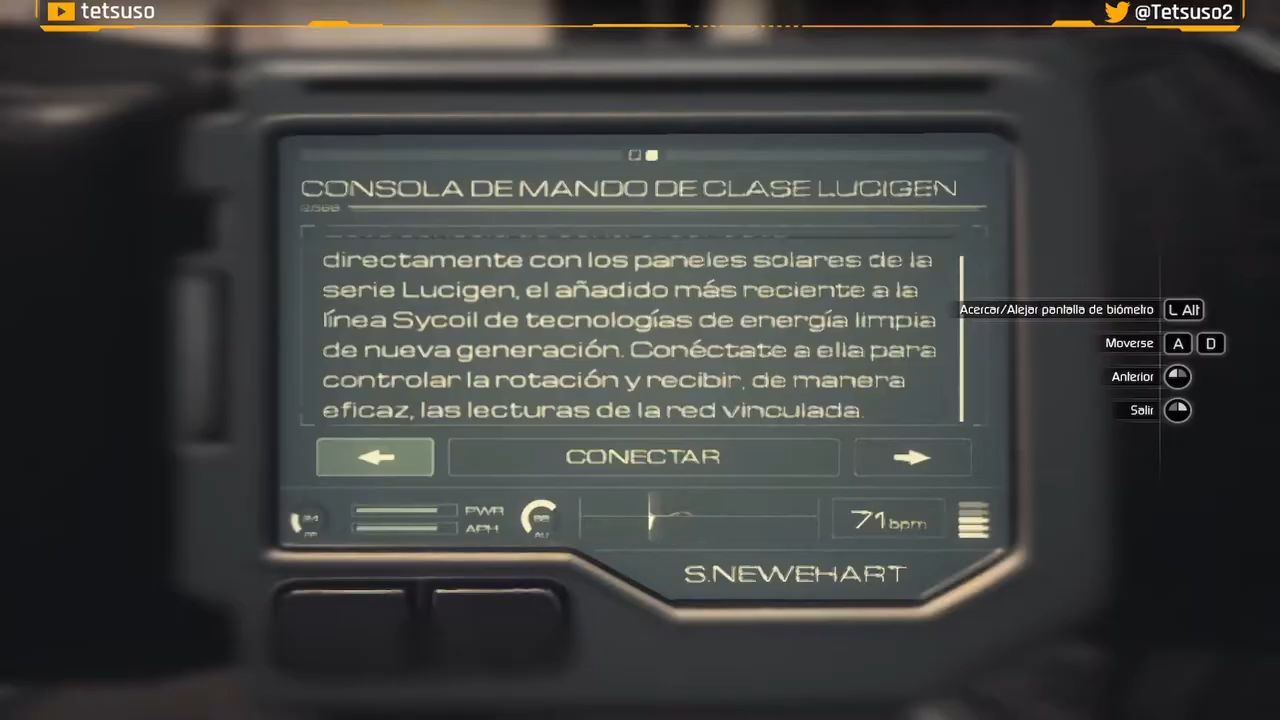 tetsuso
@Tetsuso2
CONSOLA DE MANDO DE CLASE LUCIGEN
directamente con los paneles solares de la
serie Lucigen, el añadido más reciente a la
línea Sycoil de tecnologías de energía limpia
de nueva generación. Conéctate a ella para
controlar la rotación y recibir, de manera
eficaz, las lecturas de la red vinculada.
Acercar/Alejar pantalla de biómetro L Alt
Moverse A D
Anterior
Salir
CONECTAR
PWR
APH
71 bpm
S.NEWEHART